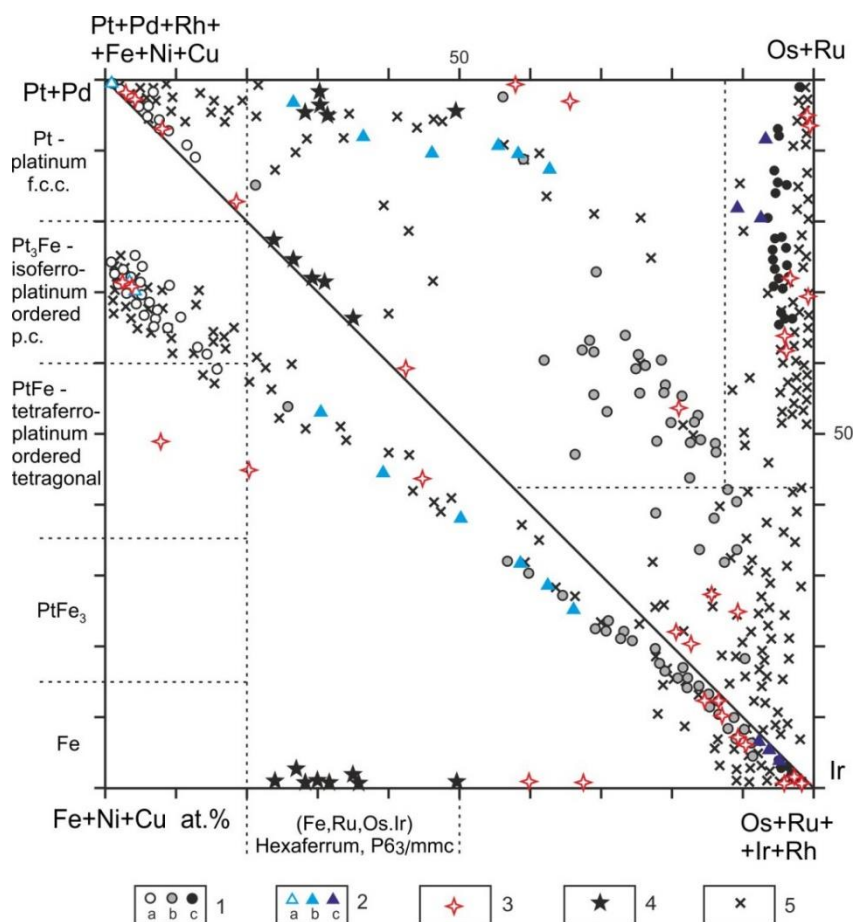 Pt+Pd+Rh+
+Fe+Ni+Cu
50
Os+Ru
Pt+Pd
Pt -
platinum
f.c.c.
Pt₃Fe -
isoferro-
platinum
ordered
p.c.
PtFe -
tetraferro-
platinum
ordered
tetragonal
50
PtFe₃
Fe
Ir
Fe+Ni+Cu at.%
(Fe,Ru,Os.Ir)
Hexaferrum, P6₃/mmc
Os+Ru+
+Ir+Rh
a b c 1
a b c 2
3
4
5